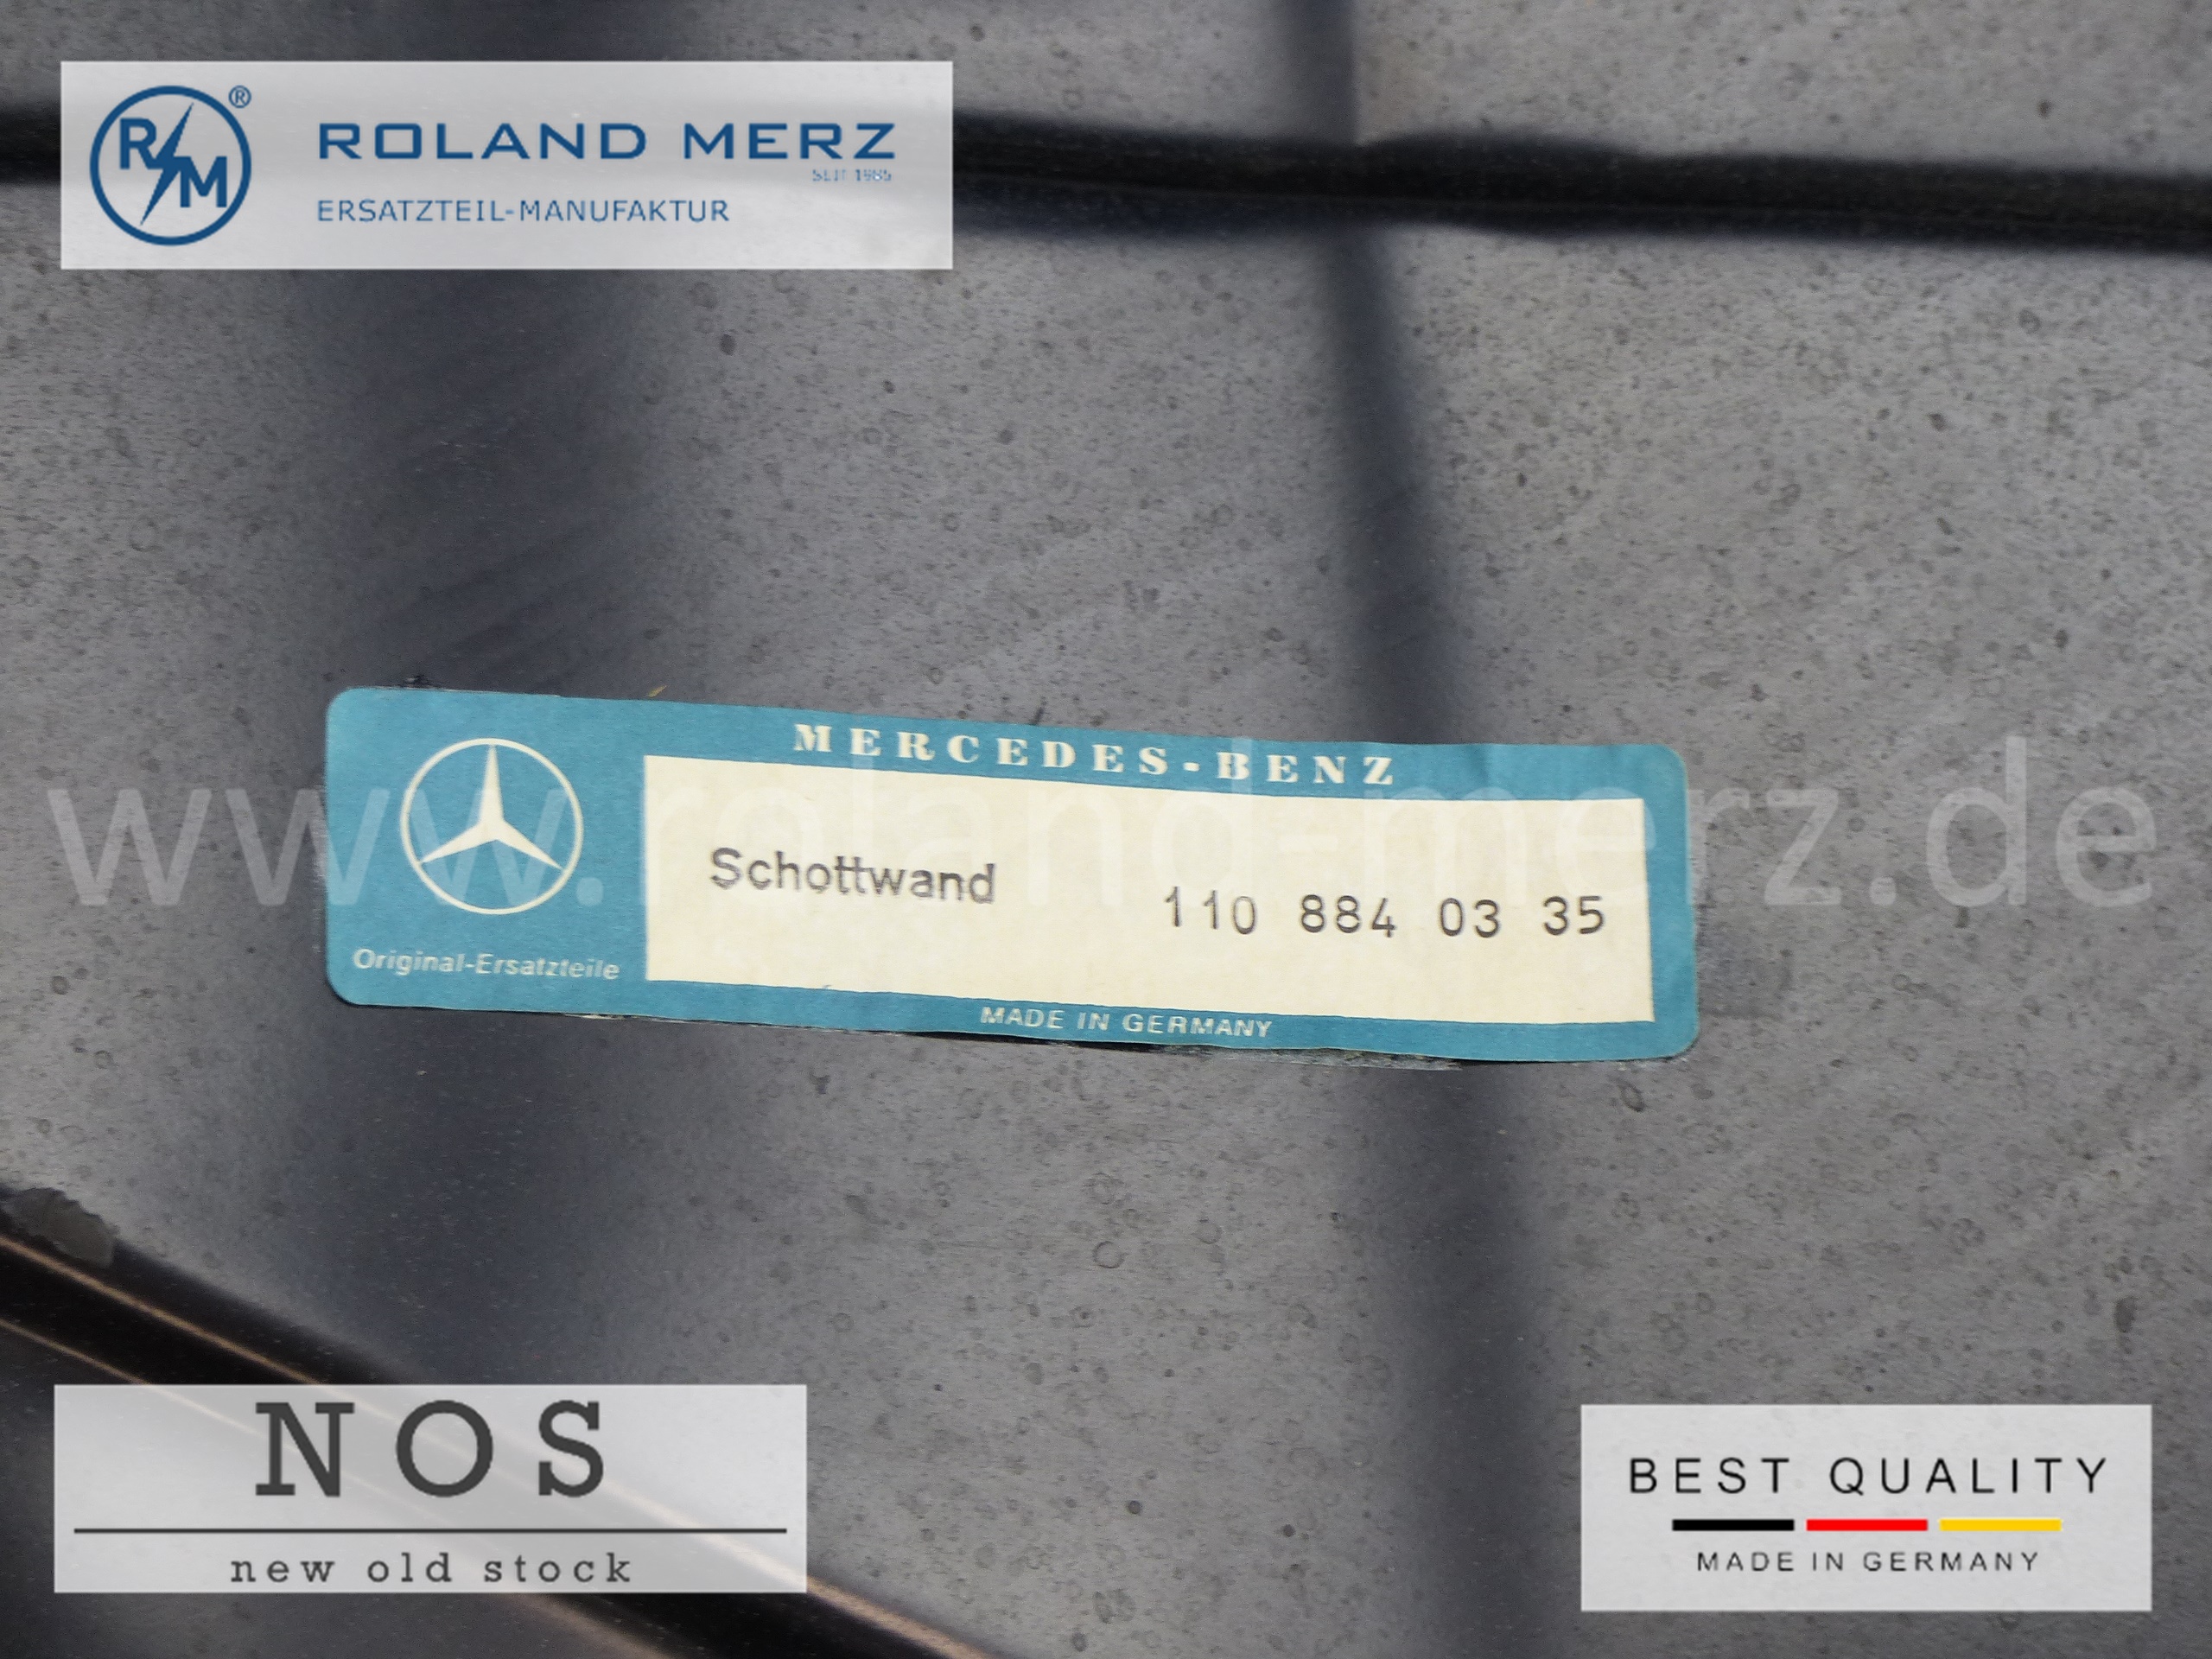 R M ®
ROLAND MERZ
SEIT 1985
ERSATZTEIL-MANUFAKTUR
MERCEDES-BENZ
www.roland-merz.de
Schottwand 110 884 03 35
Original-Ersatzteile
MADE IN GERMANY
NOS
new old stock
BEST QUALITY
MADE IN GERMANY